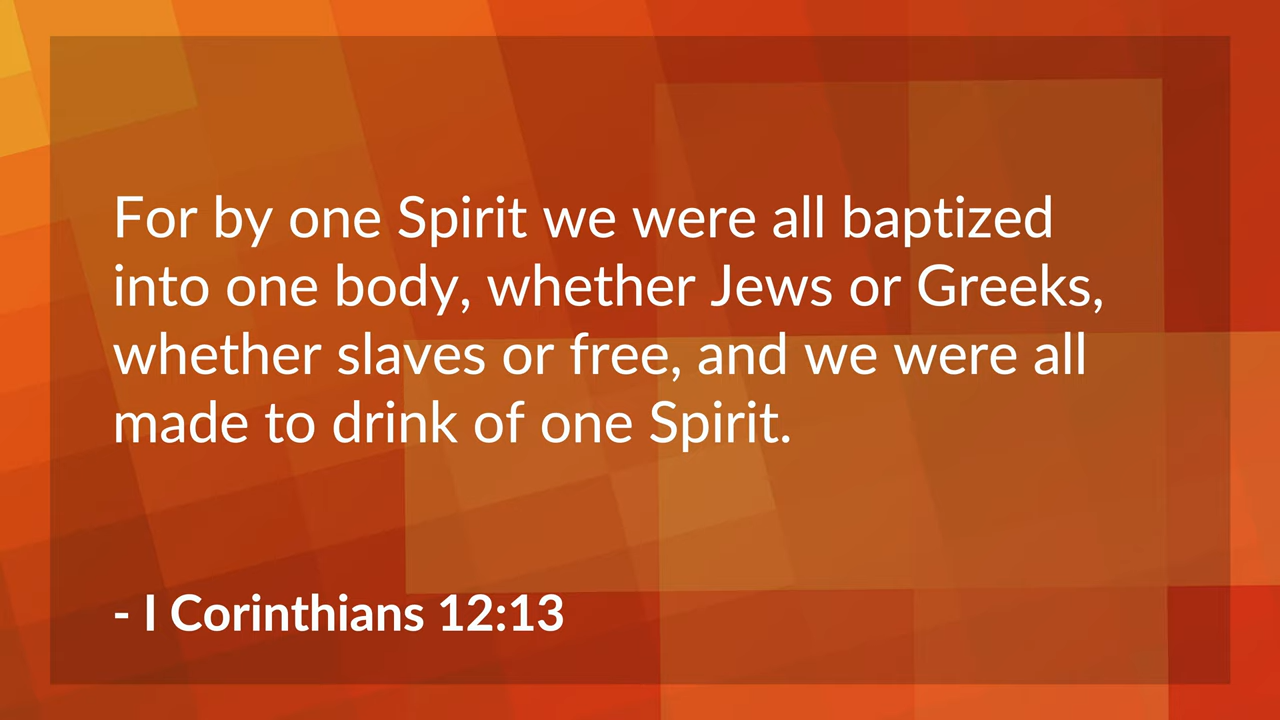 For by one Spirit we were all baptized
into one body, whether Jews or Greeks,
whether slaves or free, and we were all
made to drink of one Spirit.
- I Corinthians 12:13